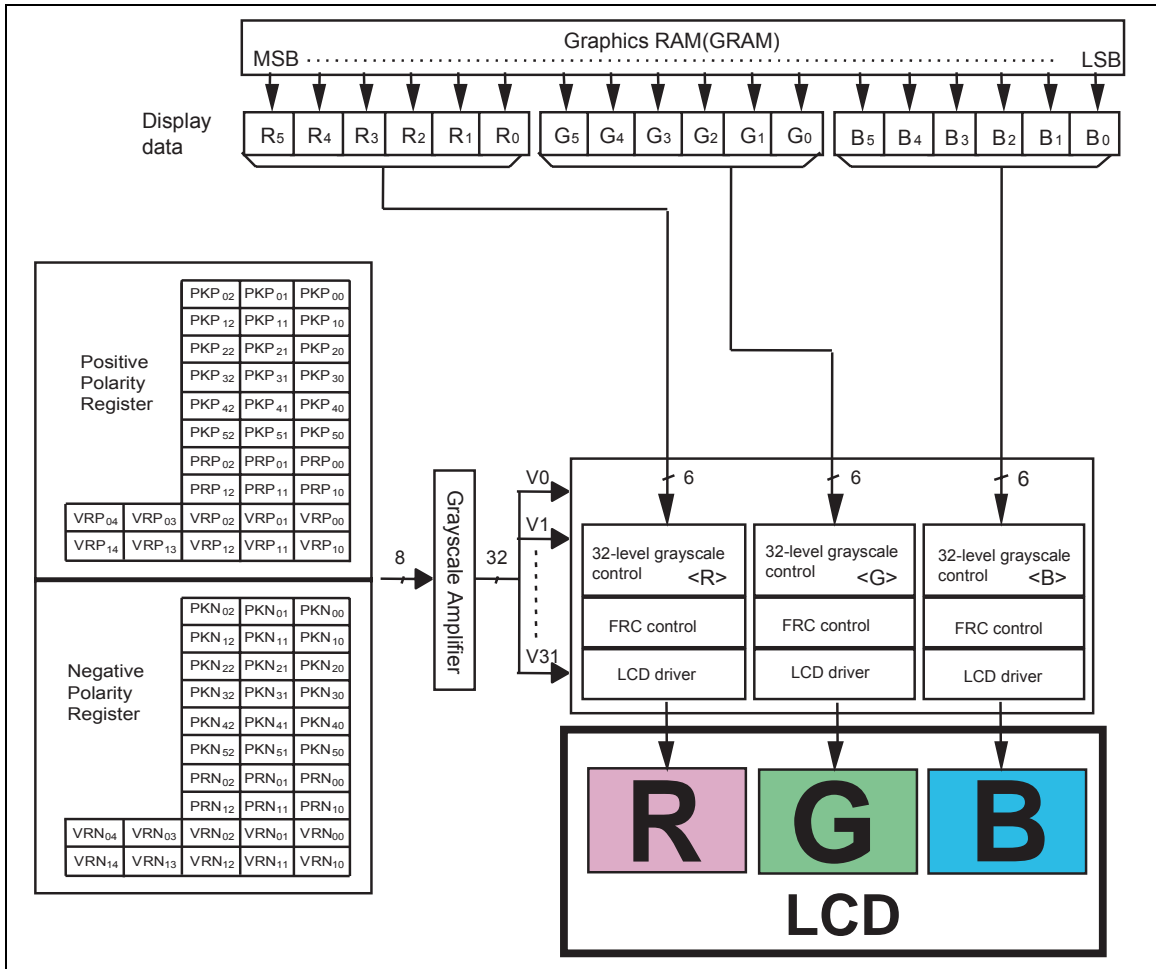 Graphics RAM(GRAM)
MSB LSB
Display data
R5 R4 R3 R2 R1 R0 G5 G4 G3 G2 G1 G0 B5 B4 B3 B2 B1 B0
Positive Polarity Register
PKP02 PKP01 PKP00
PKP12 PKP11 PKP10
PKP22 PKP21 PKP20
PKP32 PKP31 PKP30
PKP42 PKP41 PKP40
PKP52 PKP51 PKP50
PRP02 PRP01 PRP00
PRP12 PRP11 PRP10
VRP04 VRP03 VRP02 VRP01 VRP00
VRP14 VRP13 VRP12 VRP11 VRP10
Negative Polarity Register
PKN02 PKN01 PKN00
PKN12 PKN11 PKN10
PKN22 PKN21 PKN20
PKN32 PKN31 PKN30
PKN42 PKN41 PKN40
PKN52 PKN51 PKN50
PRN02 PRN01 PRN00
PRN12 PRN11 PRN10
VRN04 VRN03 VRN02 VRN01 VRN00
VRN14 VRN13 VRN12 VRN11 VRN10
8
Grayscale Amplifier
32
V0
V1
V31
6 6 6
32-level grayscale control <R>
FRC control
LCD driver
32-level grayscale control <G>
FRC control
LCD driver
32-level grayscale control <B>
FRC control
LCD driver
R G B
LCD